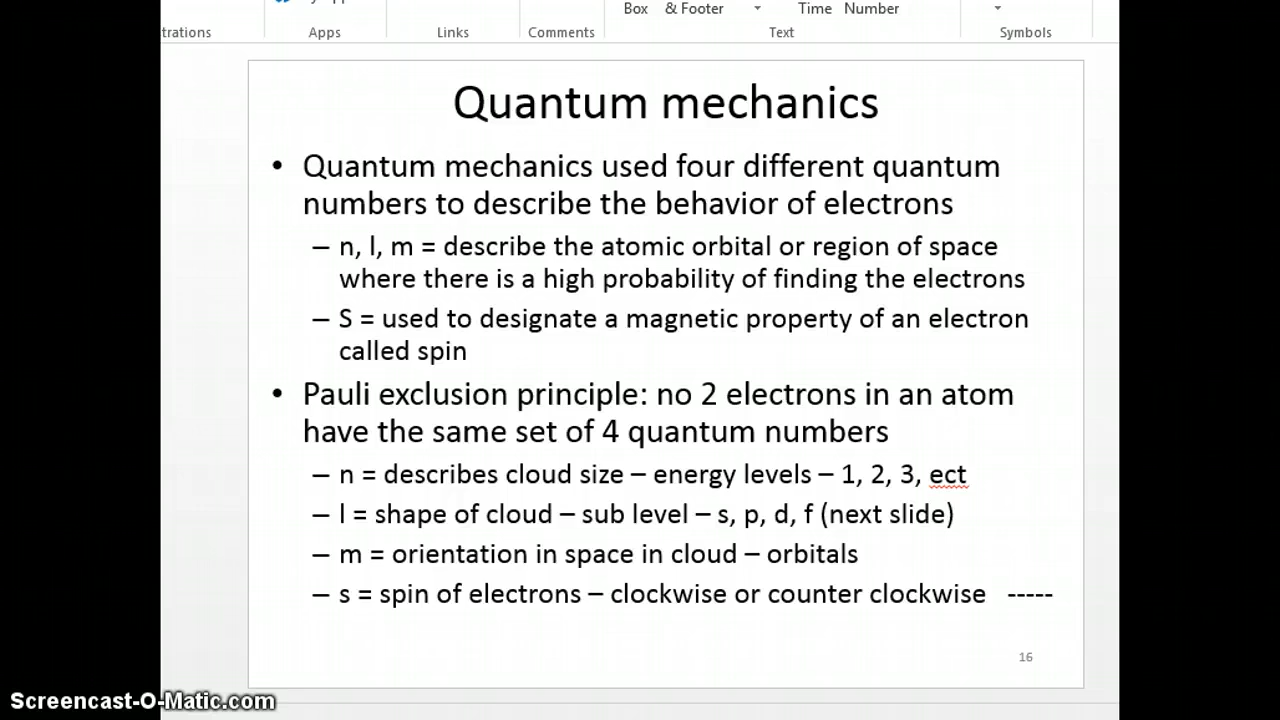 Box & Footer Time Number
trations Apps Links Comments Text Symbols
Quantum mechanics
• Quantum mechanics used four different quantum
numbers to describe the behavior of electrons
– n, l, m = describe the atomic orbital or region of space
where there is a high probability of finding the electrons
– S = used to designate a magnetic property of an electron
called spin
• Pauli exclusion principle: no 2 electrons in an atom
have the same set of 4 quantum numbers
– n = describes cloud size – energy levels – 1, 2, 3, ect
– l = shape of cloud – sub level – s, p, d, f (next slide)
– m = orientation in space in cloud – orbitals
– s = spin of electrons – clockwise or counter clockwise -----
16
Screencast-O-Matic.com